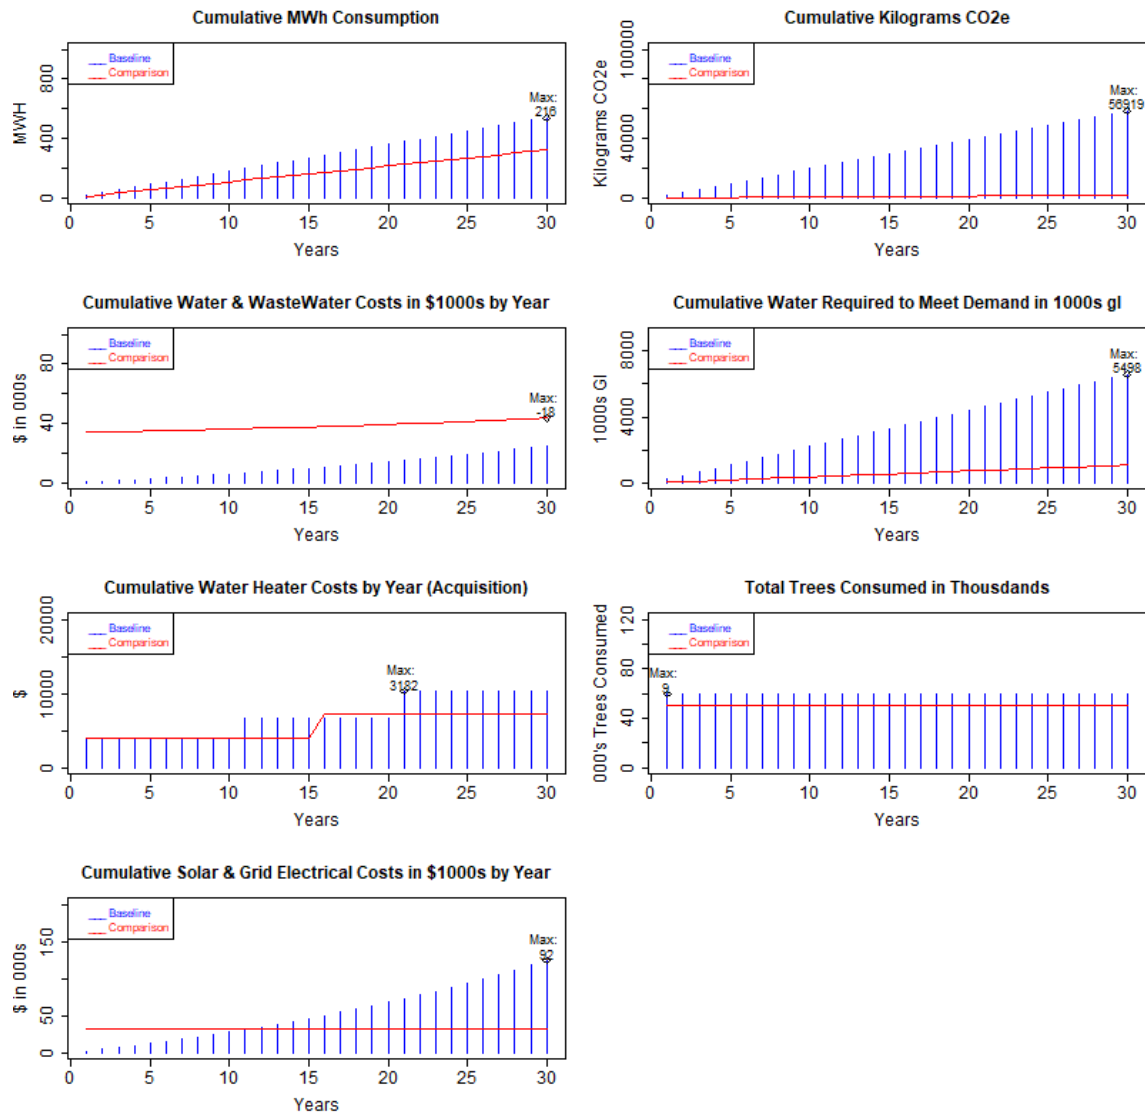 Cumulative MWh Consumption
Baseline
Comparison
MWH
0 400 800
Max:
216
0 5 10 15 20 25 30
Years
Cumulative Kilograms CO2e
Baseline
Comparison
Kilograms CO2e
0 40000 100000
Max:
56919
0 5 10 15 20 25 30
Years
Cumulative Water & WasteWater Costs in $1000s by Year
Baseline
Comparison
$ in 000s
0 40 80
Max:
-18
0 5 10 15 20 25 30
Years
Cumulative Water Required to Meet Demand in 1000s gl
Baseline
Comparison
1000s Gl
0 4000 8000
Max:
5498
0 5 10 15 20 25 30
Years
Cumulative Water Heater Costs by Year (Acquisition)
Baseline
Comparison
$
0 10000 20000
Max:
3182
0 5 10 15 20 25 30
Years
Total Trees Consumed in Thousdands
Baseline
Comparison
000's Trees Consumed
0 40 80 120
Max:
9
0 5 10 15 20 25 30
Years
Cumulative Solar & Grid Electrical Costs in $1000s by Year
Baseline
Comparison
$ in 000s
0 50 150
Max:
92
0 5 10 15 20 25 30
Years